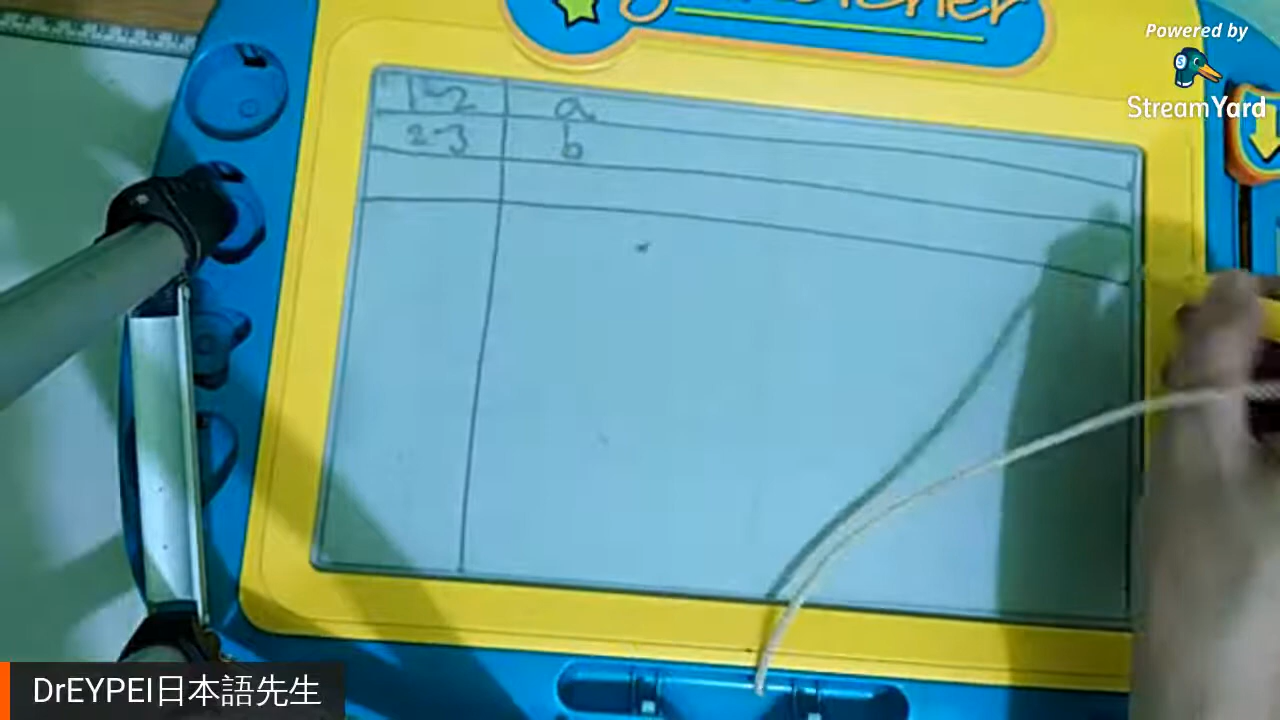 Powered by
StreamYard
1-2 a
2-3 b
DrEYPEI日本語先生